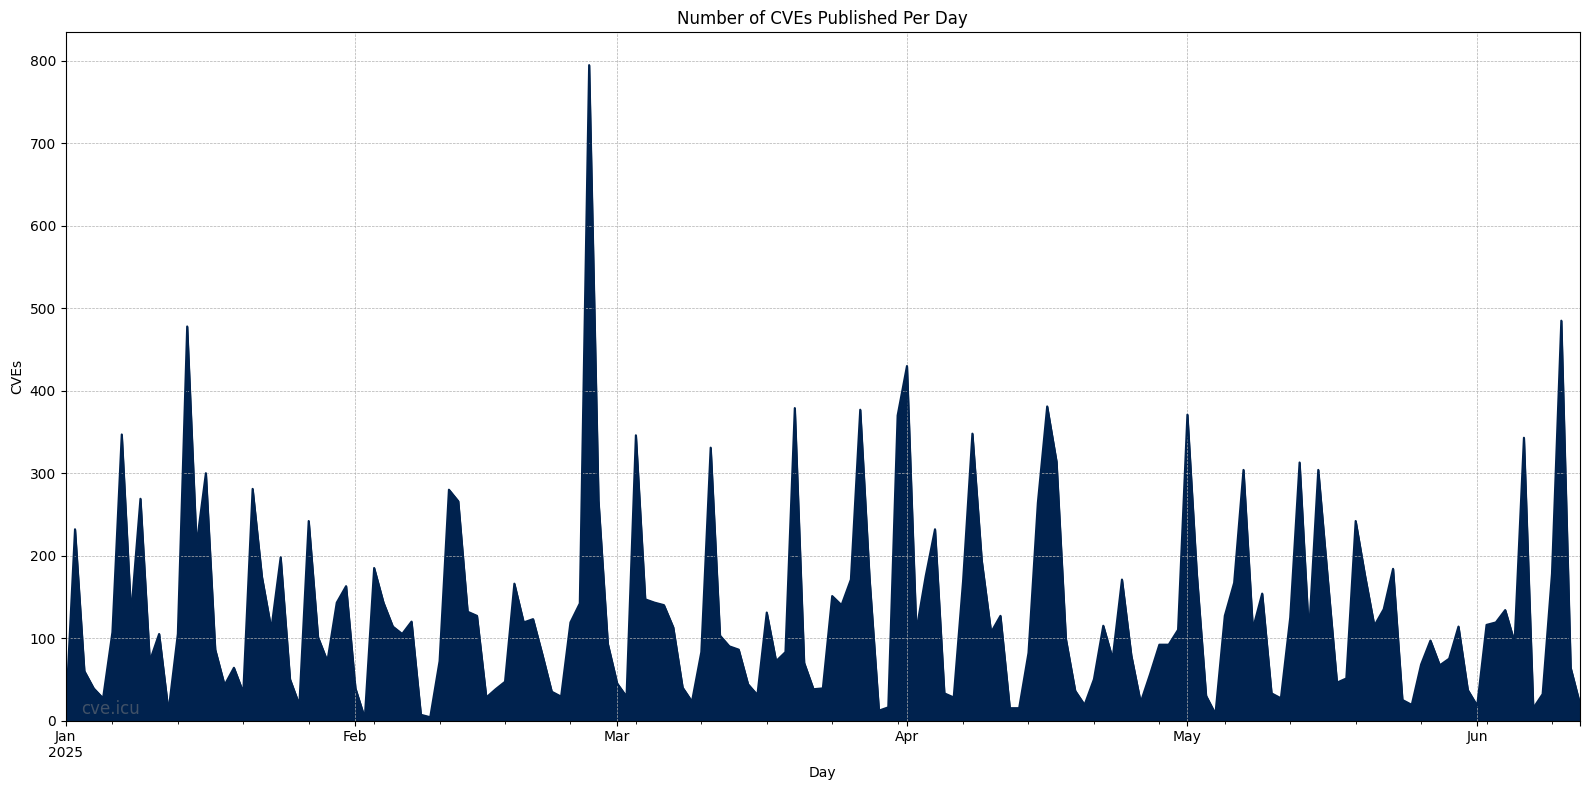 Number of CVEs Published Per Day
800
700
600
500
400
300
200
100
0
CVEs
cve.icu
Jan
2025
Feb
Mar
Apr
May
Jun
Day